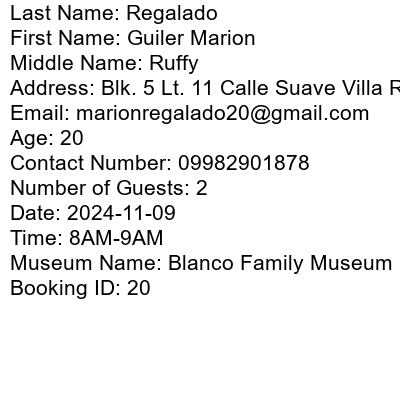 Last Name: Regalado
First Name: Guiler Marion
Middle Name: Ruffy
Address: Blk. 5 Lt. 11 Calle Suave Villa R
Email: marionregalado20@gmail.com
Age: 20
Contact Number: 09982901878
Number of Guests: 2
Date: 2024-11-09
Time: 8AM-9AM
Museum Name: Blanco Family Museum
Booking ID: 20